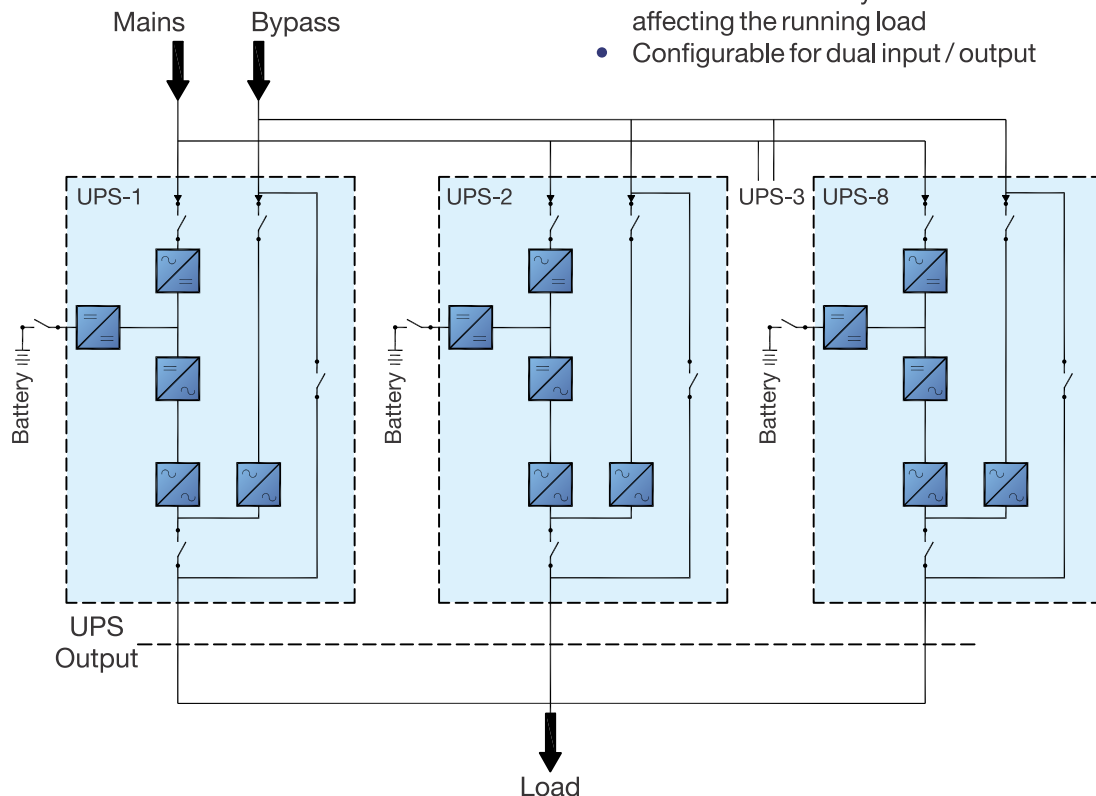 affecting the running load
• Configurable for dual input / output
Mains
Bypass
UPS-1
UPS-2
UPS-3
UPS-8
Battery
Battery
Battery
UPS
Output
Load